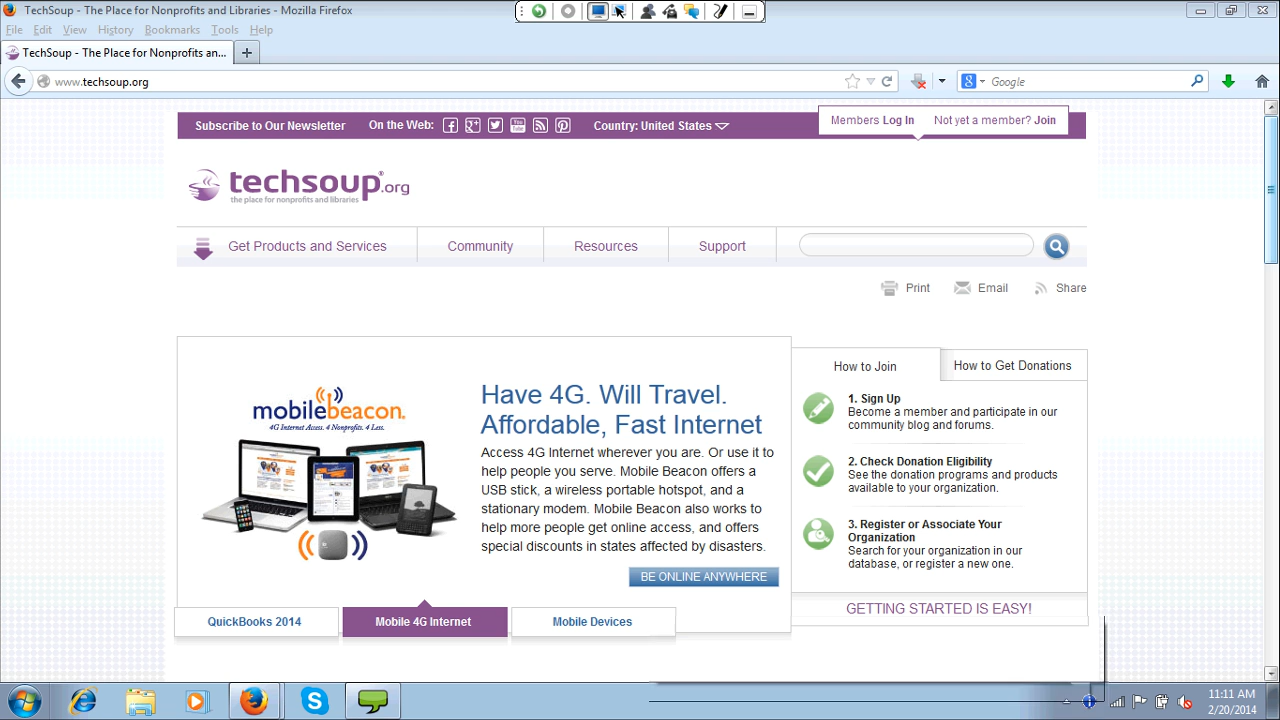 TechSoup - The Place for Nonprofits and Libraries - Mozilla Firefox
File Edit View History Bookmarks Tools Help
TechSoup - The Place for Nonprofits an...
www.techsoup.org
Google
Subscribe to Our Newsletter On the Web: Country: United States
Members Log In Not yet a member? Join
techsoup.org
the place for nonprofits and libraries
Get Products and Services Community Resources Support
Print Email Share
mobilebeacon.
4G Internet Access. 4 Nonprofits. 4 Less.
Have 4G. Will Travel.
Affordable, Fast Internet
Access 4G Internet wherever you are. Or use it to
help people you serve. Mobile Beacon offers a
USB stick, a wireless portable hotspot, and a
stationary modem. Mobile Beacon also works to
help more people get online access, and offers
special discounts in states affected by disasters.
BE ONLINE ANYWHERE
QuickBooks 2014 Mobile 4G Internet Mobile Devices
How to Join How to Get Donations
1. Sign Up
Become a member and participate in our
community blog and forums.
2. Check Donation Eligibility
See the donation programs and products
available to your organization.
3. Register or Associate Your
Organization
Search for your organization in our
database, or register a new one.
GETTING STARTED IS EASY!
11:11 AM
2/20/2014